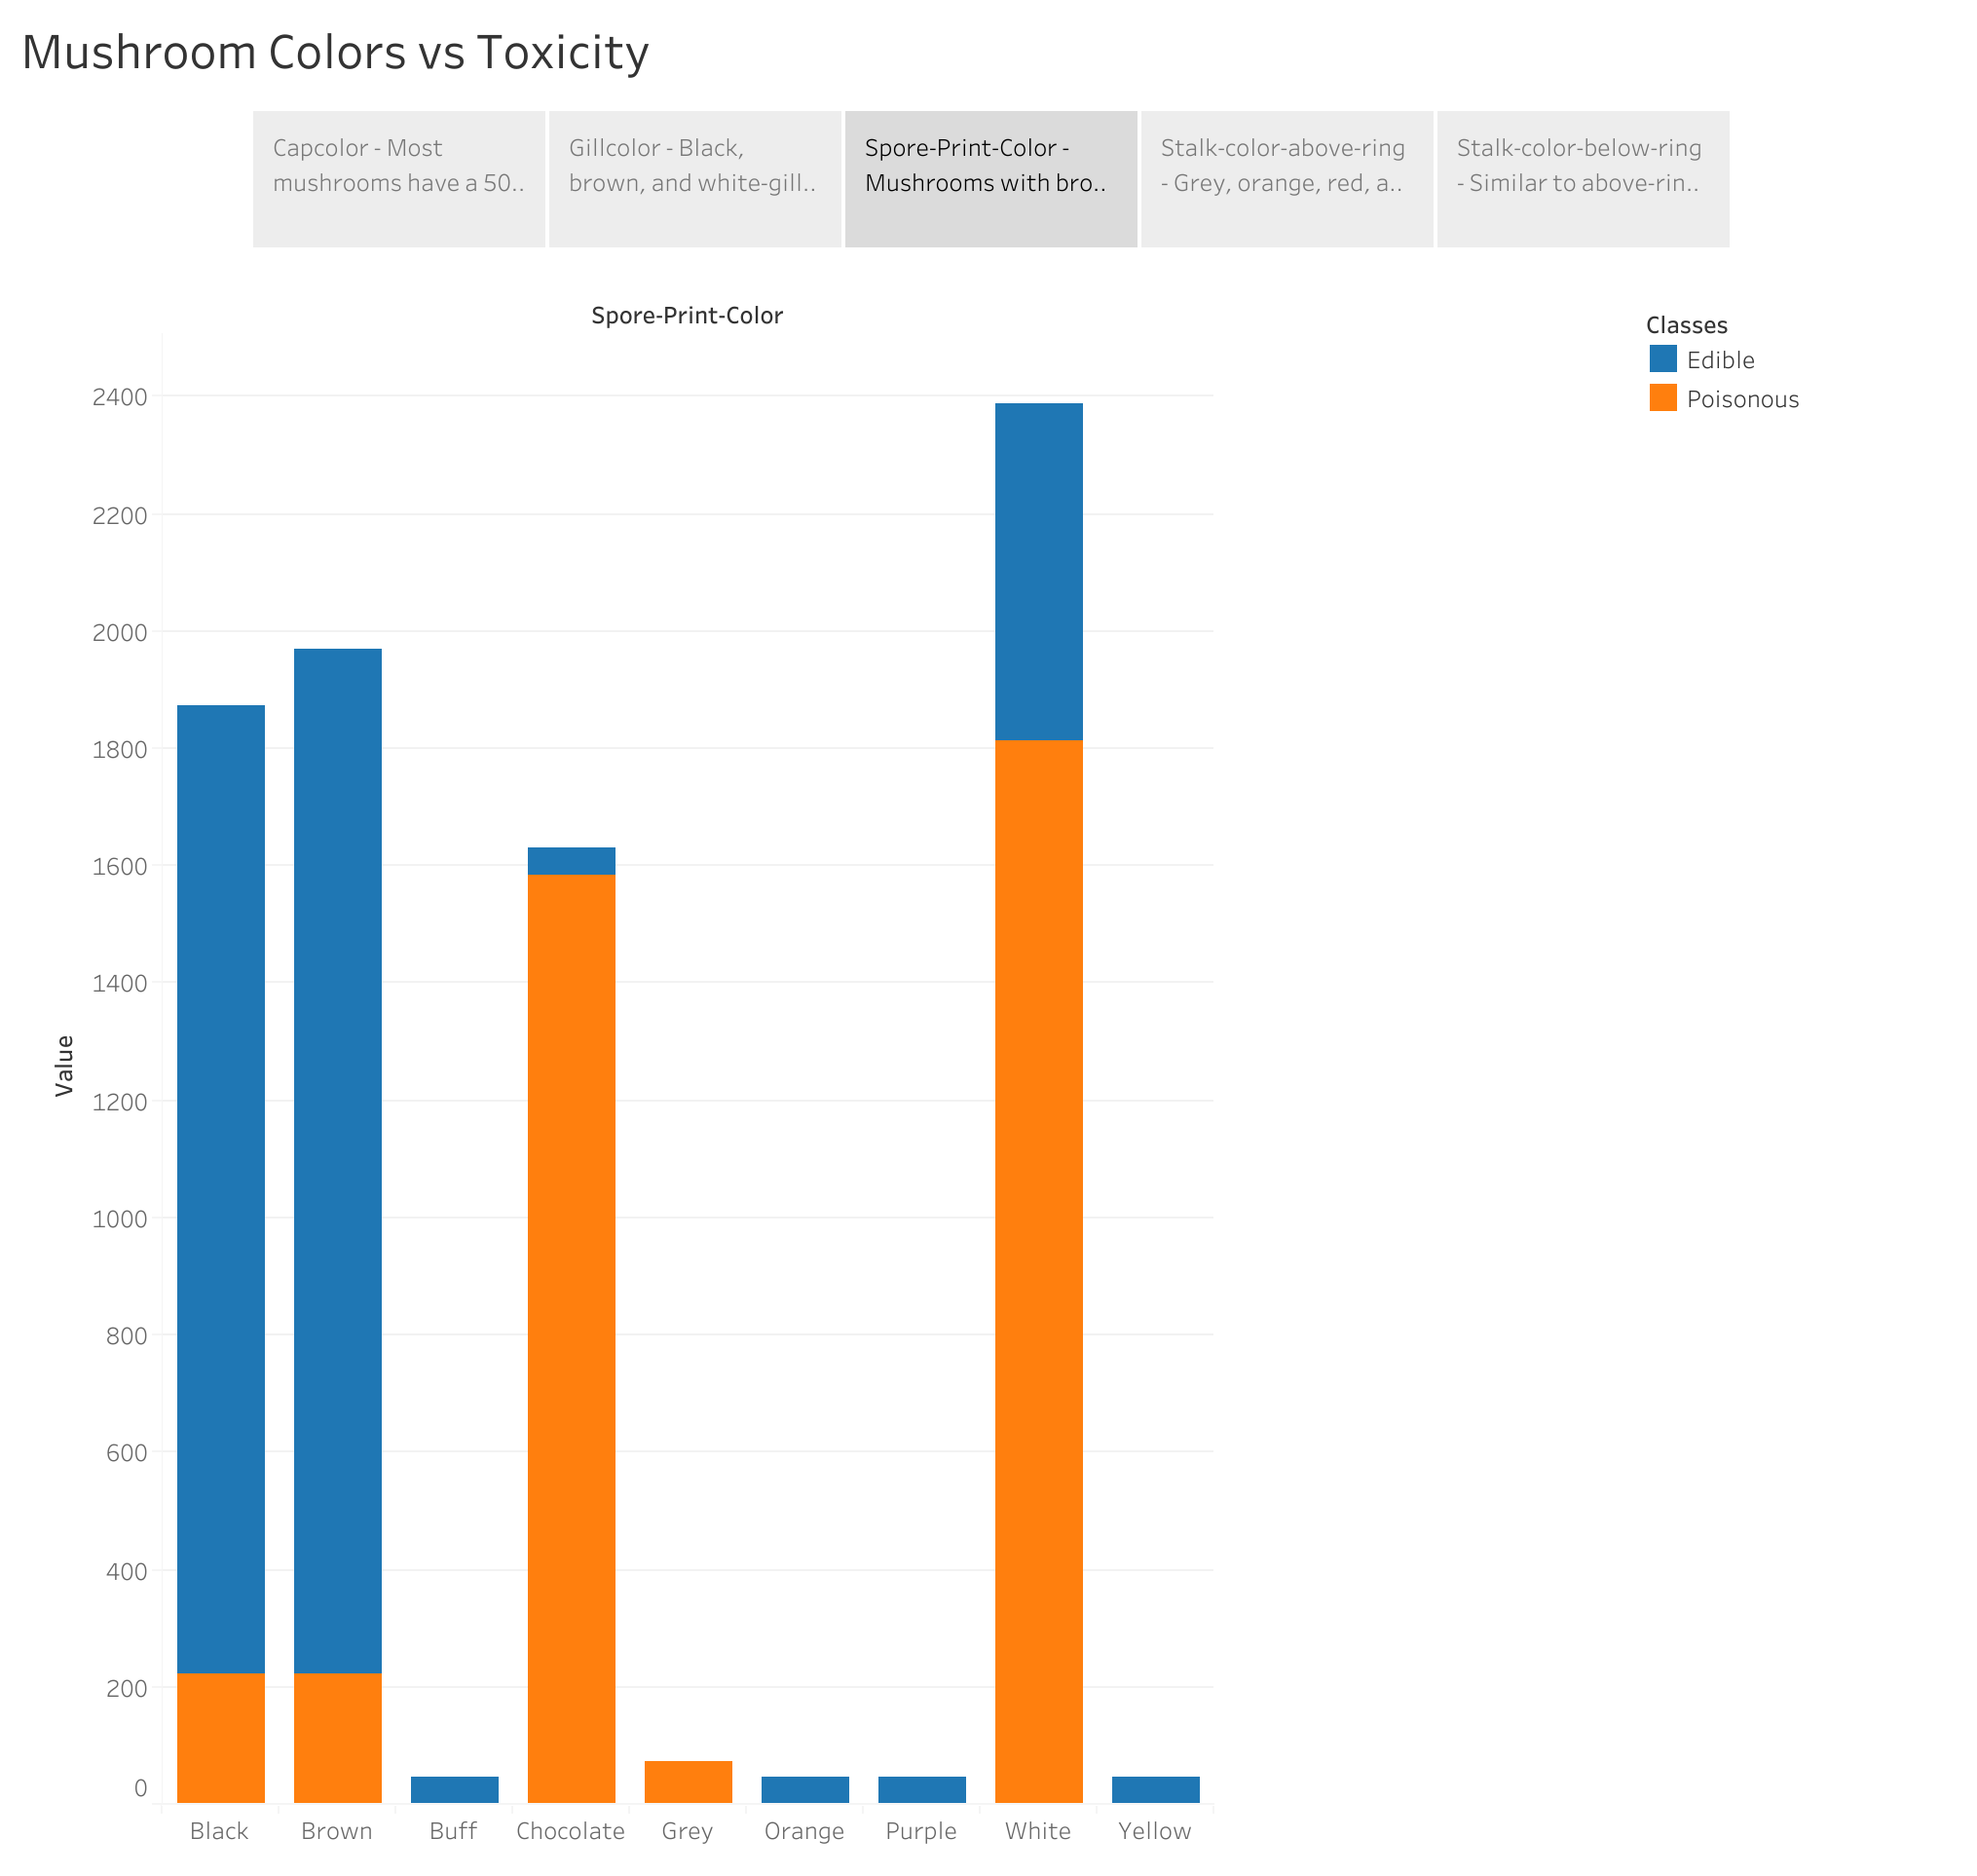 Mushroom Colors vs Toxicity
Capcolor - Most
mushrooms have a 50..
Gillcolor - Black,
brown, and white-gill..
Spore-Print-Color -
Mushrooms with bro..
Stalk-color-above-ring
- Grey, orange, red, a..
Stalk-color-below-ring
- Similar to above-rin..
Spore-Print-Color
Classes
Edible
Poisonous
2400
2200
2000
1800
1600
1400
1200
1000
800
600
400
200
0
Value
Black Brown Buff Chocolate Grey Orange Purple White Yellow